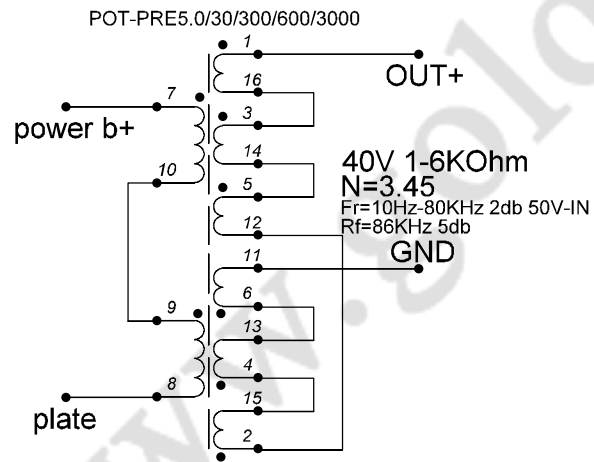 POT-PRE5.0/30/300/600/3000
1
OUT+
16
7
power b+
3
14
10
40V 1-6KOhm
N=3.45
Fr=10Hz-80KHz 2db 50V-IN
Rf=86KHz 5db
5
12
GND
11
6
9
13
4
8
plate
15
2
www.golo